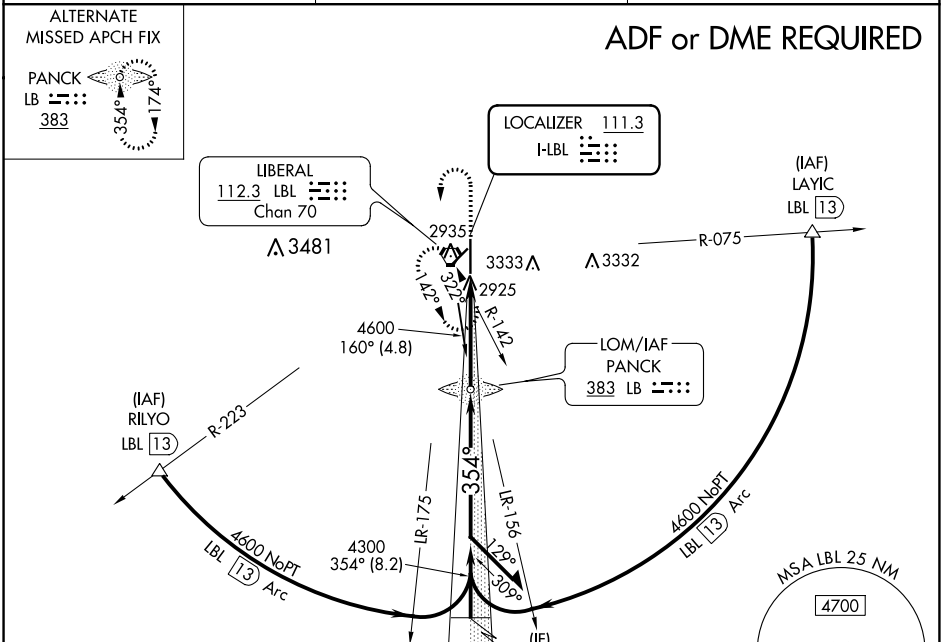 ALTERNATE
MISSED APCH FIX
PANCK
LB
383
354°
174°
ADF or DME REQUIRED
LOCALIZER 111.3
I-LBL
LIBERAL
112.3 LBL
Chan 70
3481
2935
3333
3332
2925
(IAF)
LAYIC
LBL 13
R-075
142°
322°
R-142
4600
160° (4.8)
LOM/IAF
PANCK
383 LB
(IAF)
RILYO
LBL 13
R-223
354°
LR-175
LR-156
4600 NoPT
LBL 13 Arc
4300
354° (8.2)
129°
309°
4600 NoPT
LBL 13 Arc
(IF)
MSA LBL 25 NM
4700